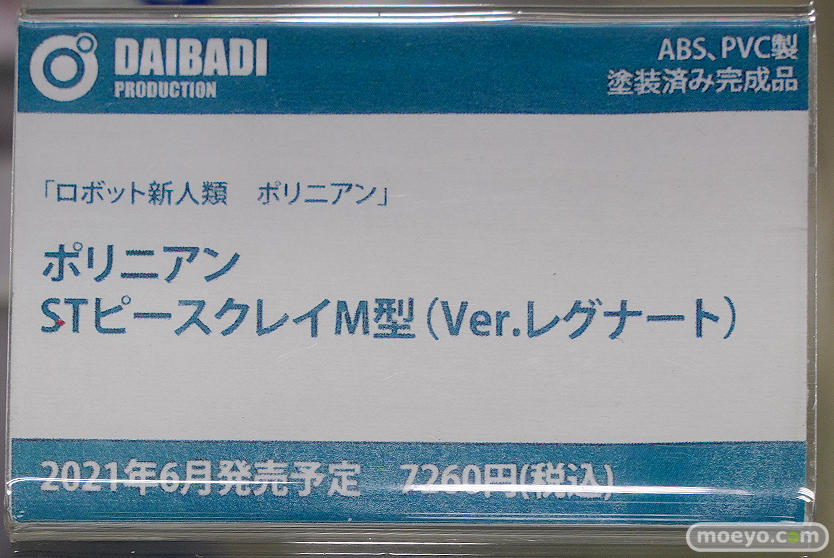 DAIBADI
PRODUCTION
ABS、PVC製
塗装済み完成品
「ロボット新人類　ポリニアン」
ポリニアン
STピースクレイM型（Ver.レグナート）
2021年6月発売予定　7260円(税込)
moeyo.com